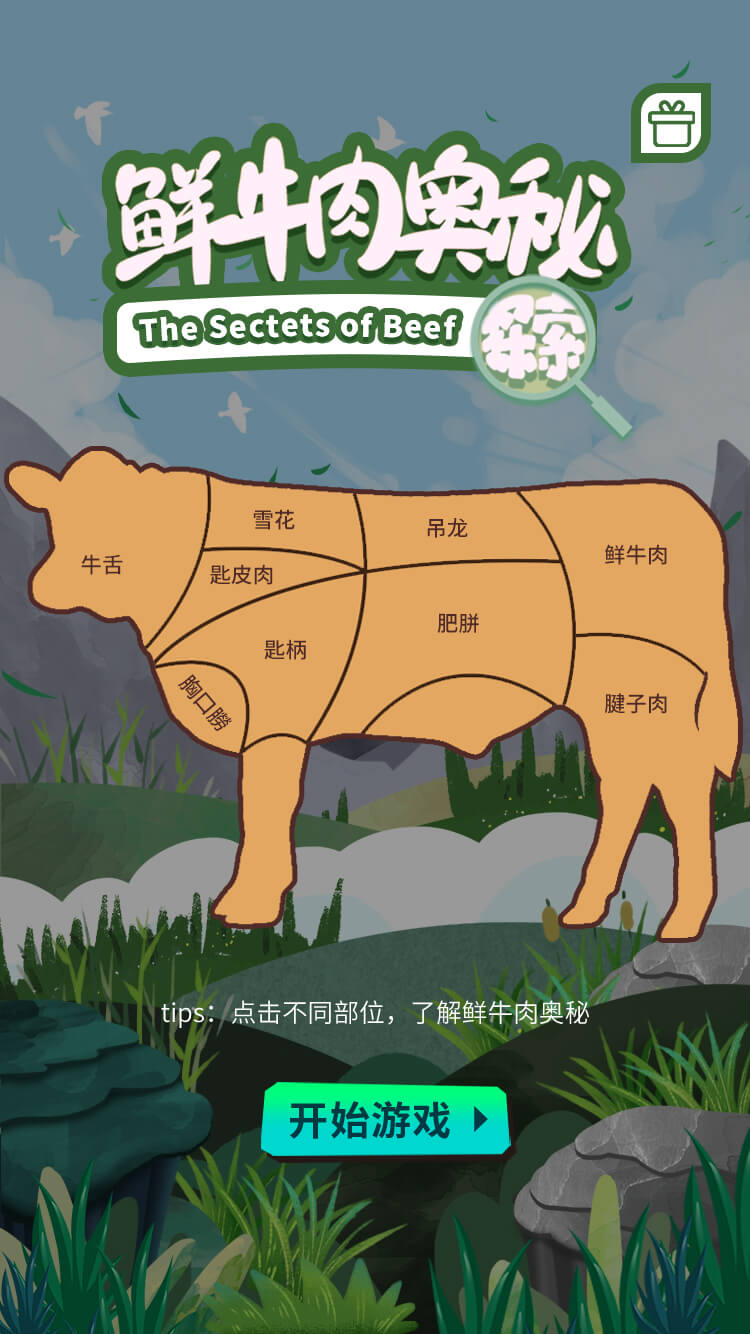 鲜牛肉奥秘
The Sectets of Beef
探索
雪花
吊龙
牛舌
匙皮肉
鲜牛肉
匙柄
肥胼
胸口朥
腱子肉
tips：点击不同部位，了解鲜牛肉奥秘
开始游戏